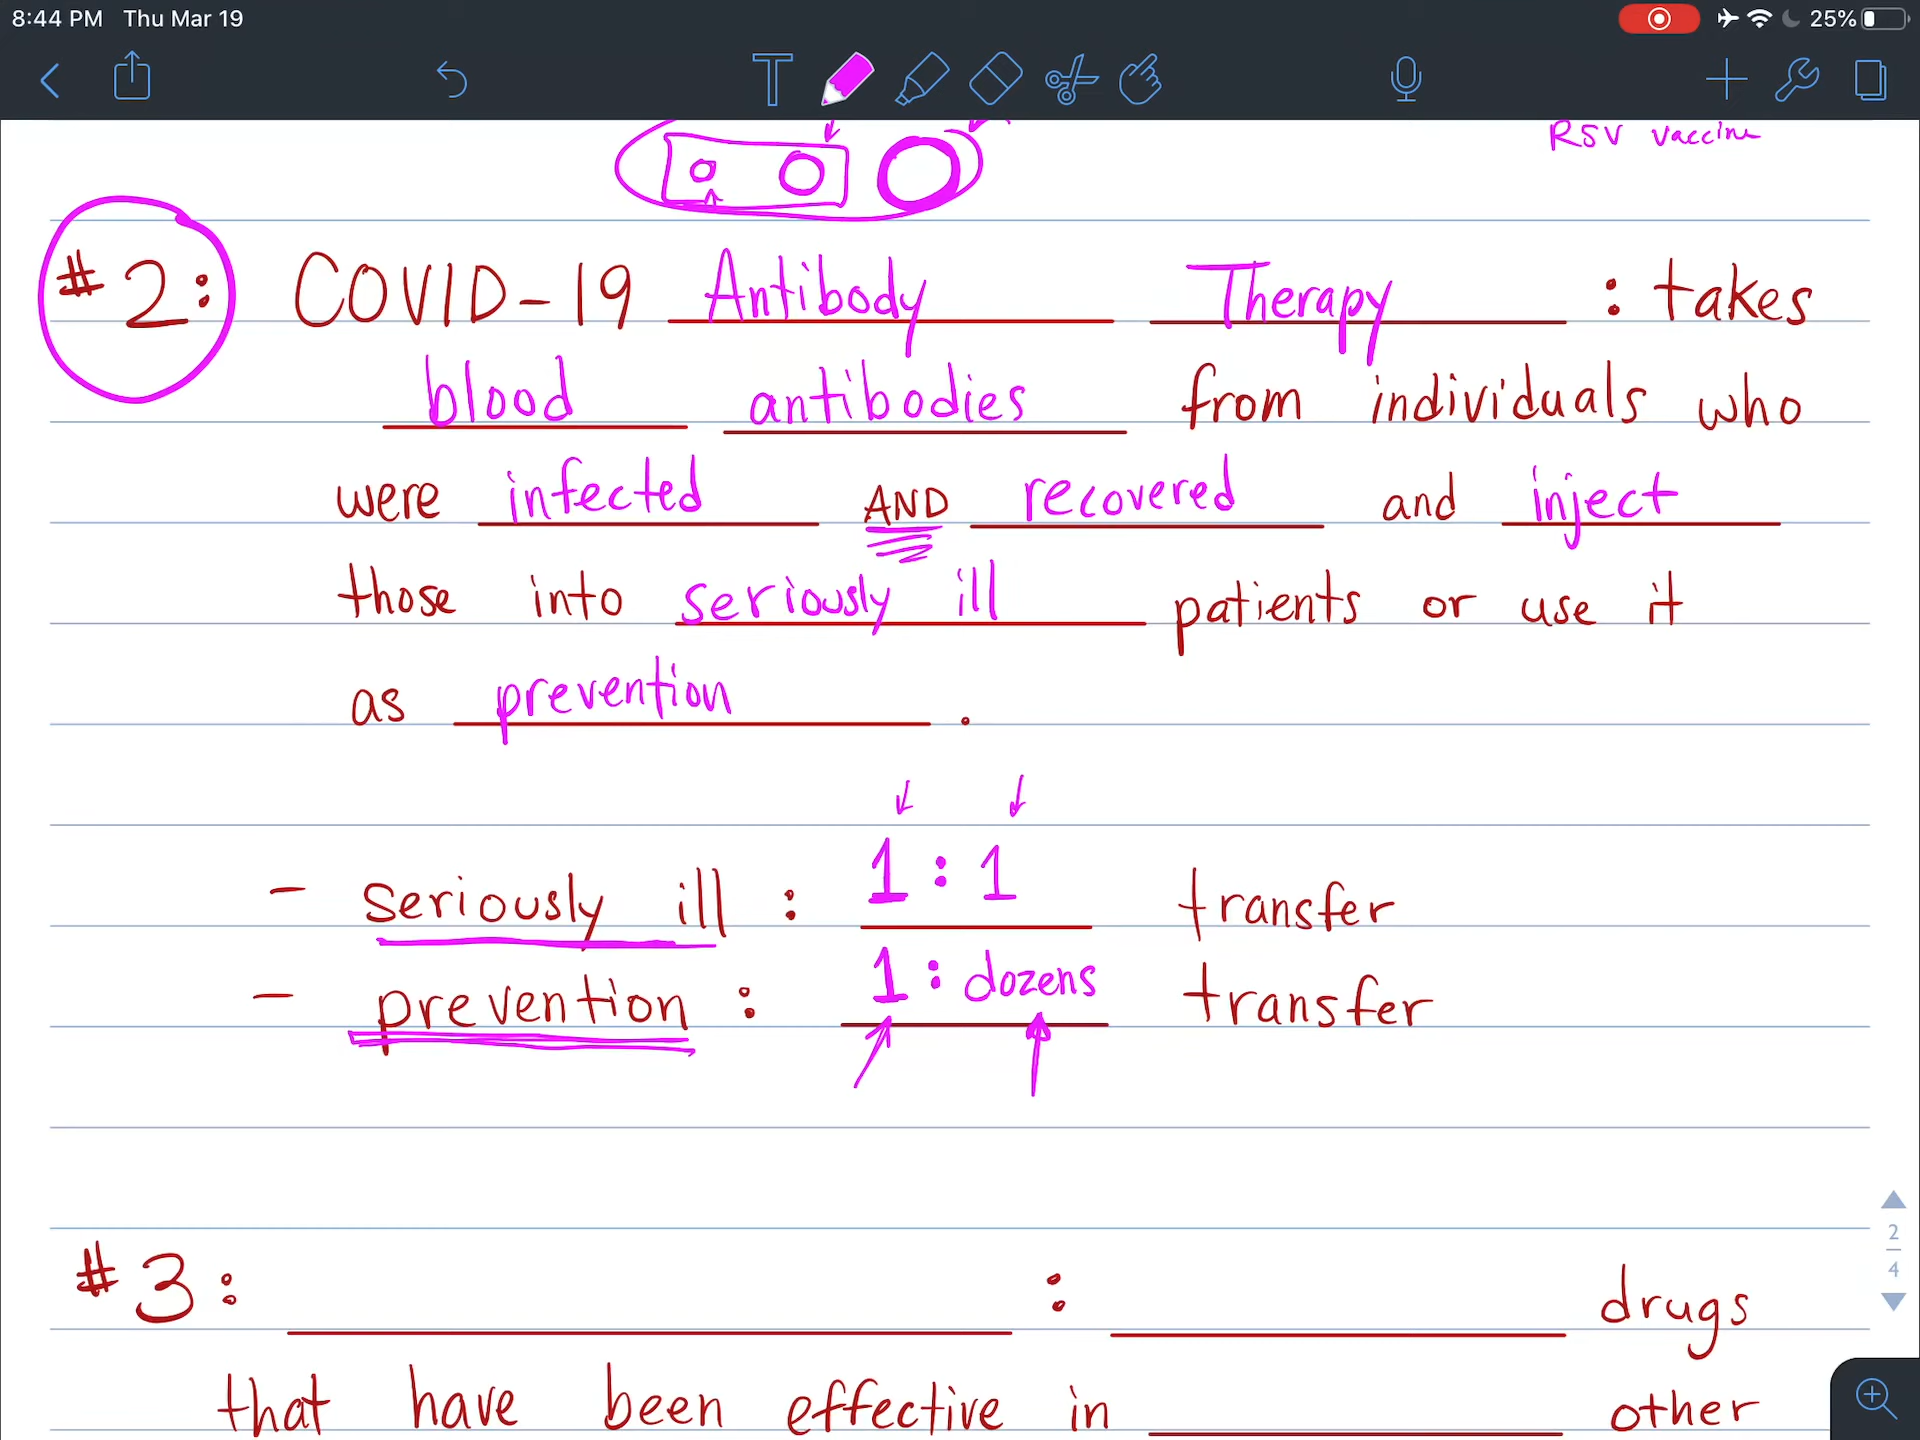 8:44 PM Thu Mar 19
25%
T
RSV vaccine
#2: COVID-19 Antibody Therapy : takes
blood antibodies from individuals who
were infected AND recovered and inject
those into seriously ill patients or use it
as prevention .
- seriously ill : 1 : 1 transfer
- prevention : 1 : dozens transfer
2
4
#3: : drugs
that have been effective in other